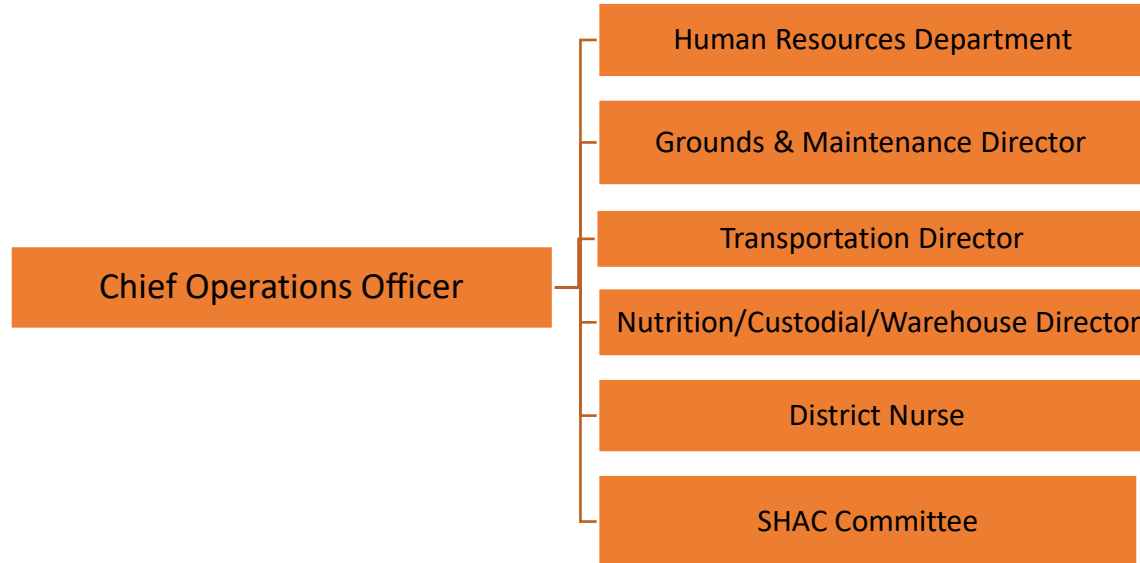 Human Resources Department
Grounds & Maintenance Director
Transportation Director
Chief Operations Officer
Nutrition/Custodial/Warehouse Director
District Nurse
SHAC Committee